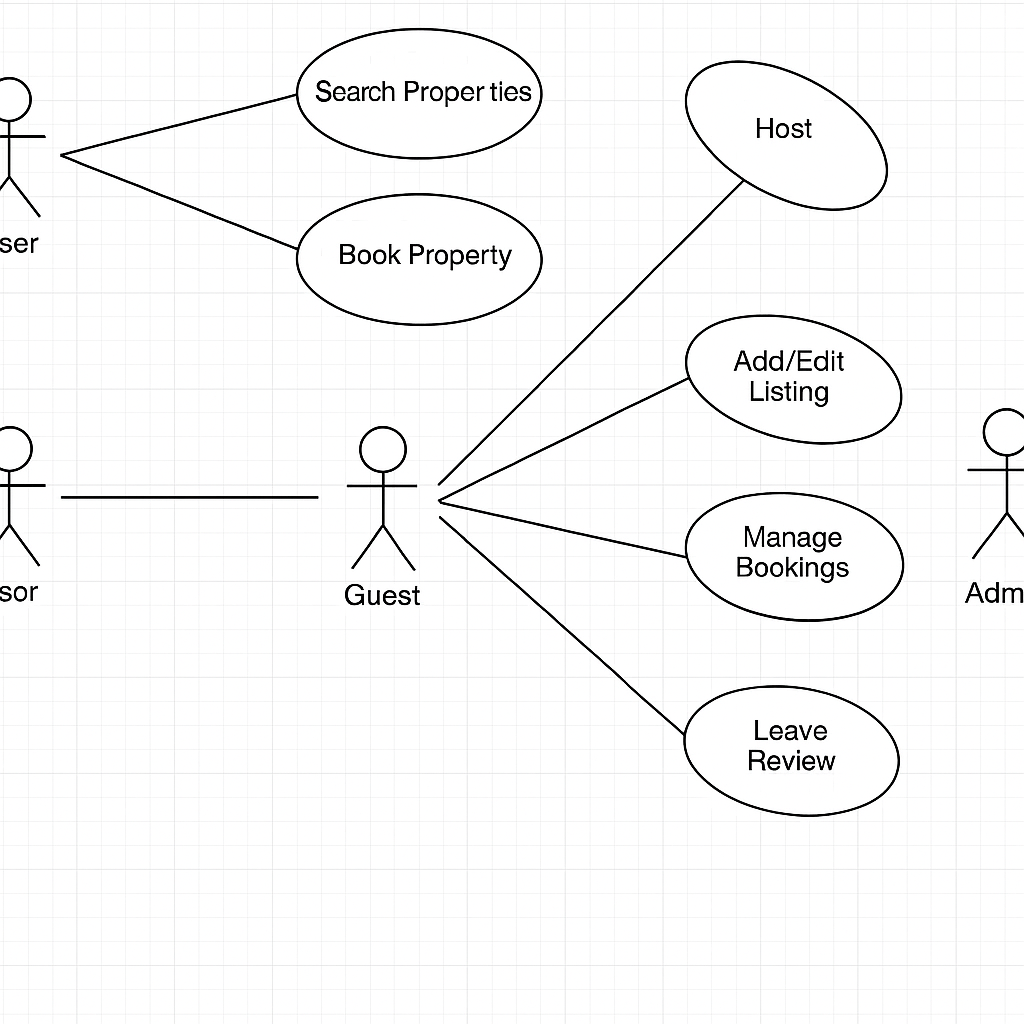 Search Proper ties
Host
ser
Book Property
Add/Edit
Listing
Manage
Bookings
sor
Guest
Adm
Leave
Review